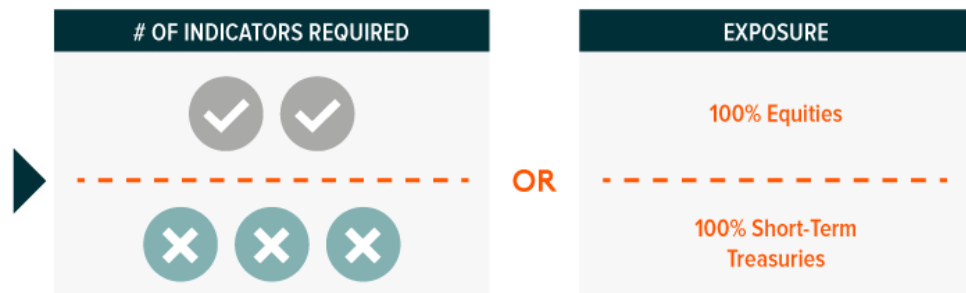 # OF INDICATORS REQUIRED
EXPOSURE
100% Equities
OR
100% Short-Term
Treasuries